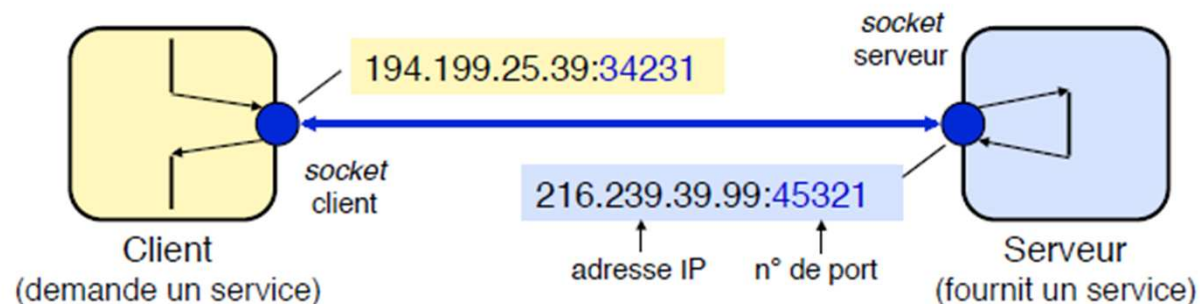 194.199.25.39:34231
socket
serveur
socket
client
216.239.39.99:45321
adresse IP
n° de port
Client
(demande un service)
Serveur
(fournit un service)